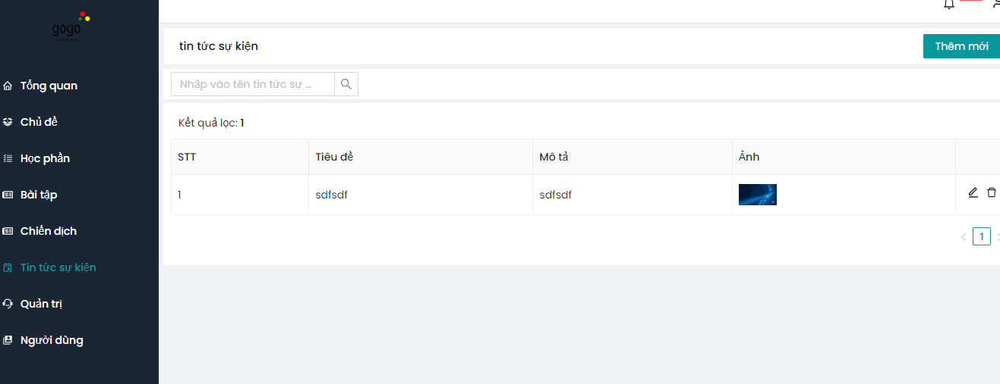 gogo
Tổng quan
Chủ đề
Học phần
Bài tập
Chiến dịch
Tin tức sự kiện
Quản trị
Người dùng
tin tức sự kiện
Thêm mới
Nhập vào tên tin tức sự ...
Kết quả lọc: 1
STT Tiêu đề Mô tả Ảnh
1 sdfsdf sdfsdf
1